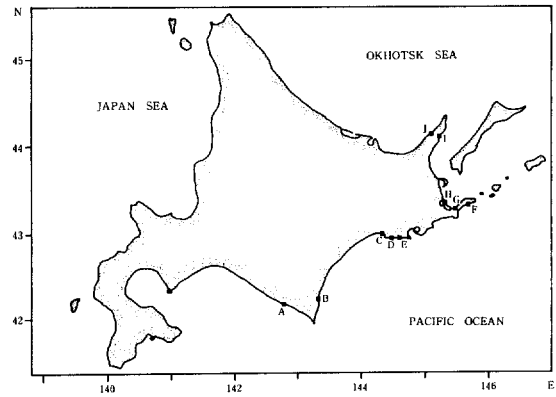 N
45
44
43
42
OKHOTSK SEA
JAPAN SEA
J
I
H
G
F
C
D
E
B
A
PACIFIC OCEAN
140
142
144
146
E